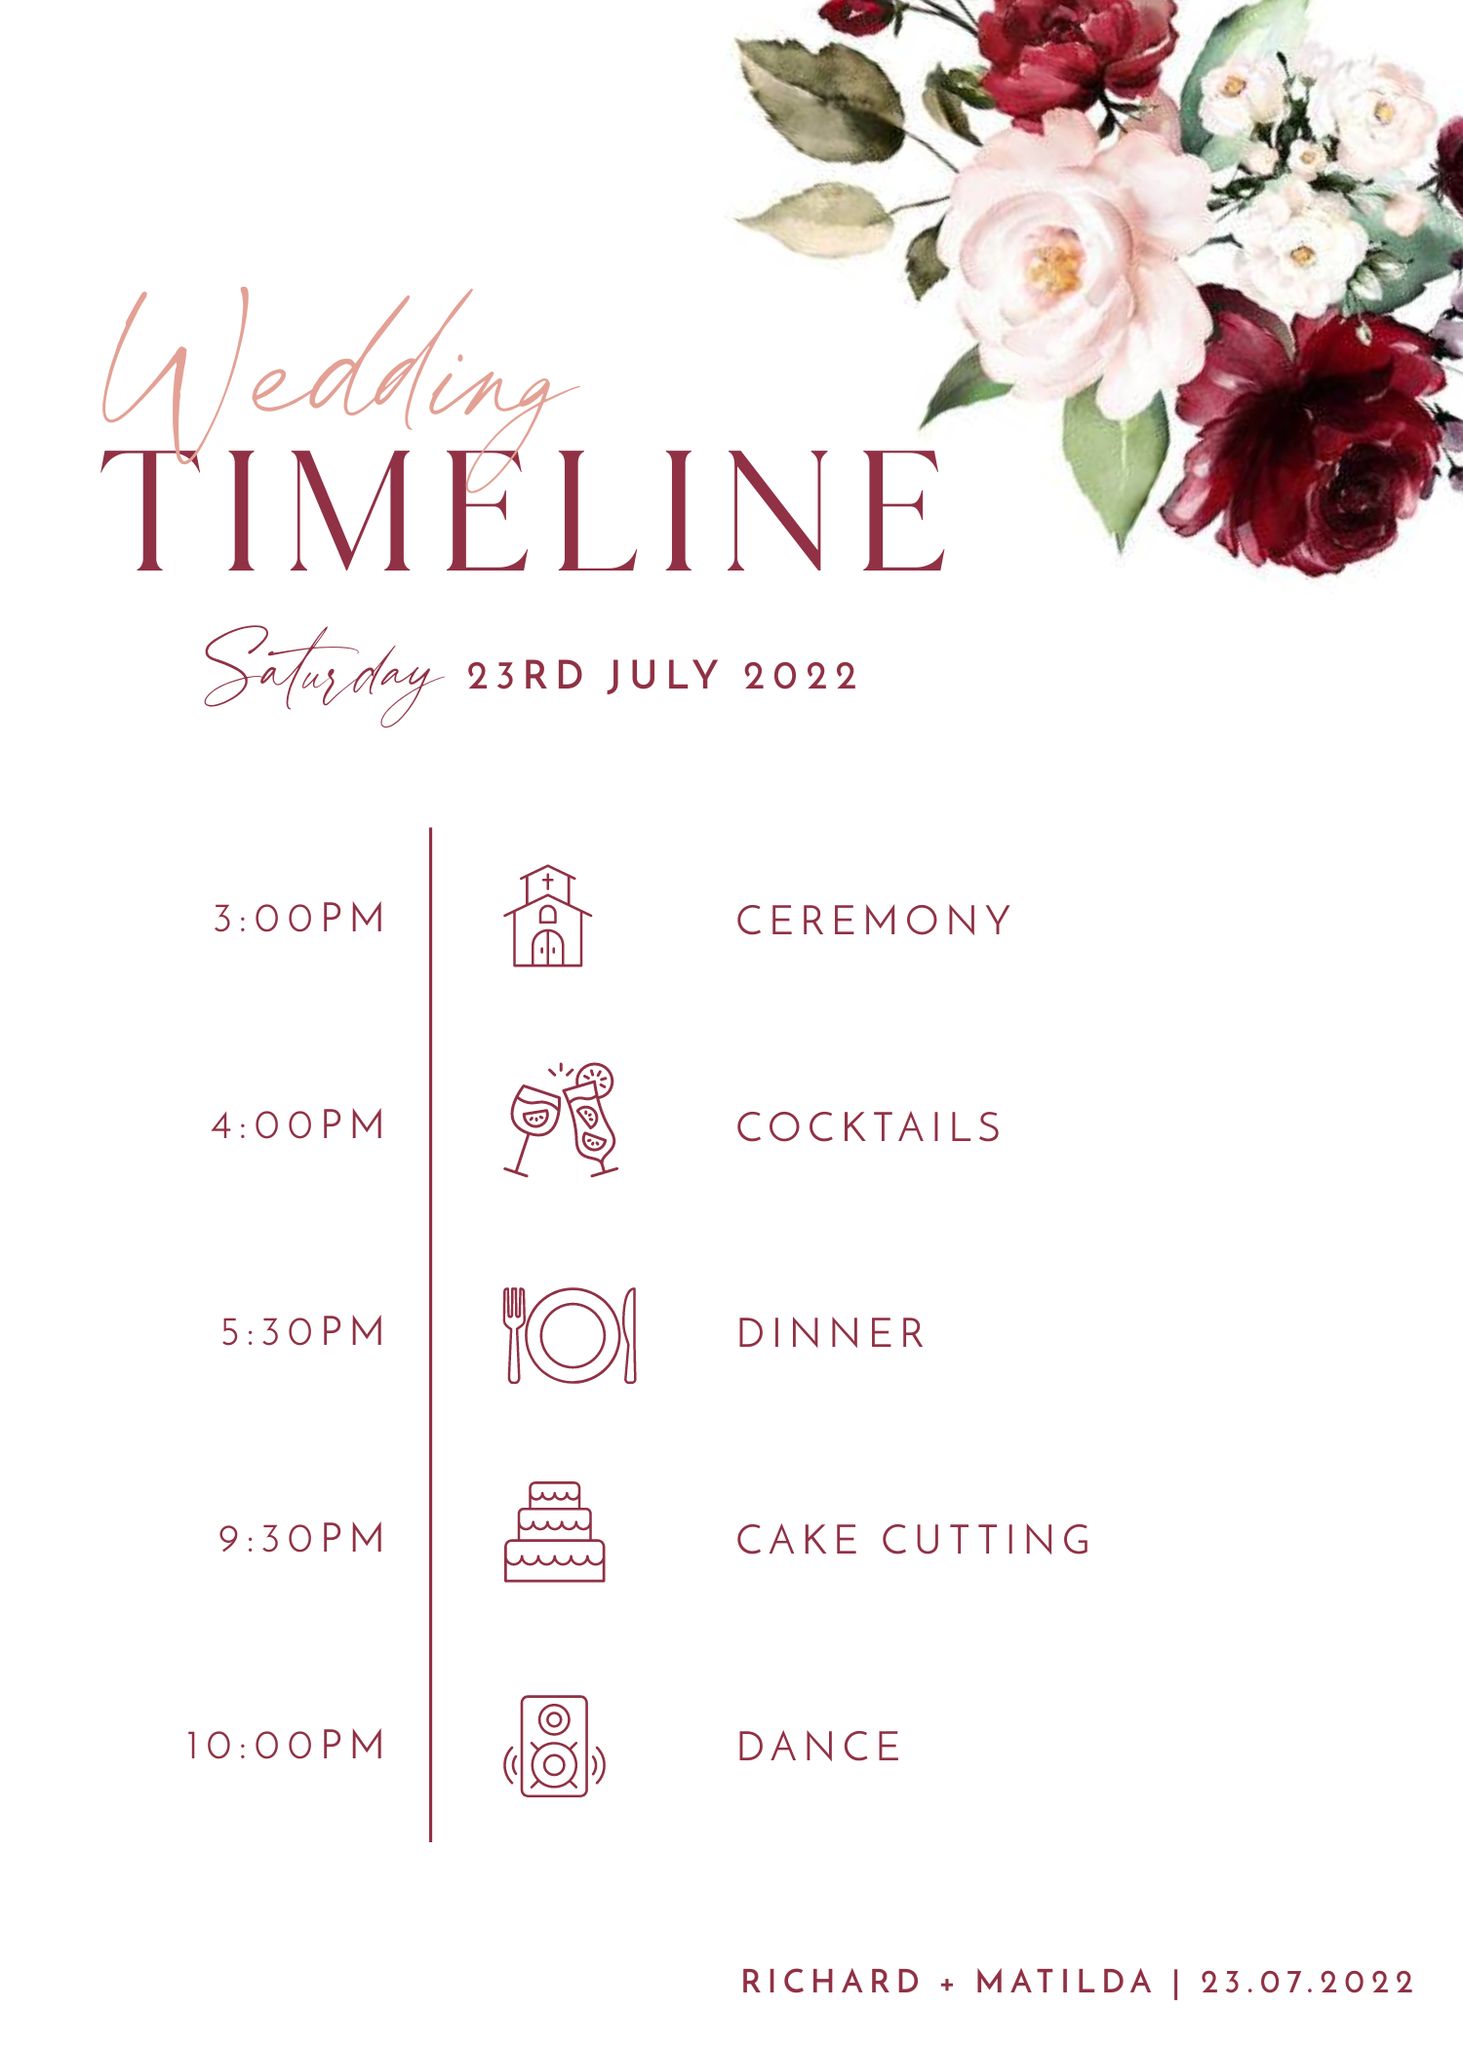 Wedding
TIMELINE
Saturday 23RD JULY 2022
3:00PM CEREMONY
4:00PM COCKTAILS
5:30PM DINNER
9:30PM CAKE CUTTING
10:00PM DANCE
RICHARD + MATILDA | 23.07.2022